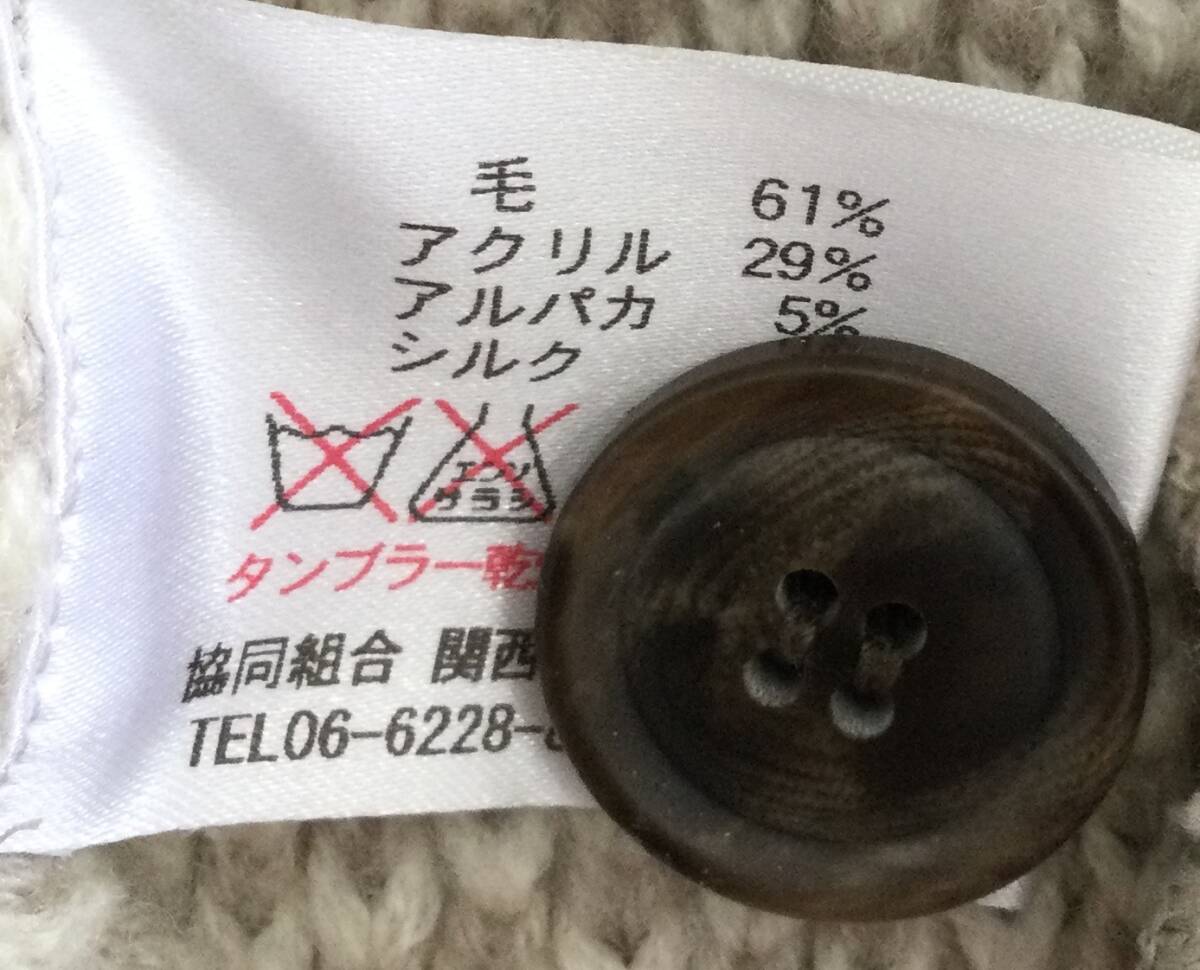 毛 61%
アクリル 29%
アルパカ 5%
シルク
エンソ
サラシ
タンブラー乾
協同組合 関西
TEL06-6228-